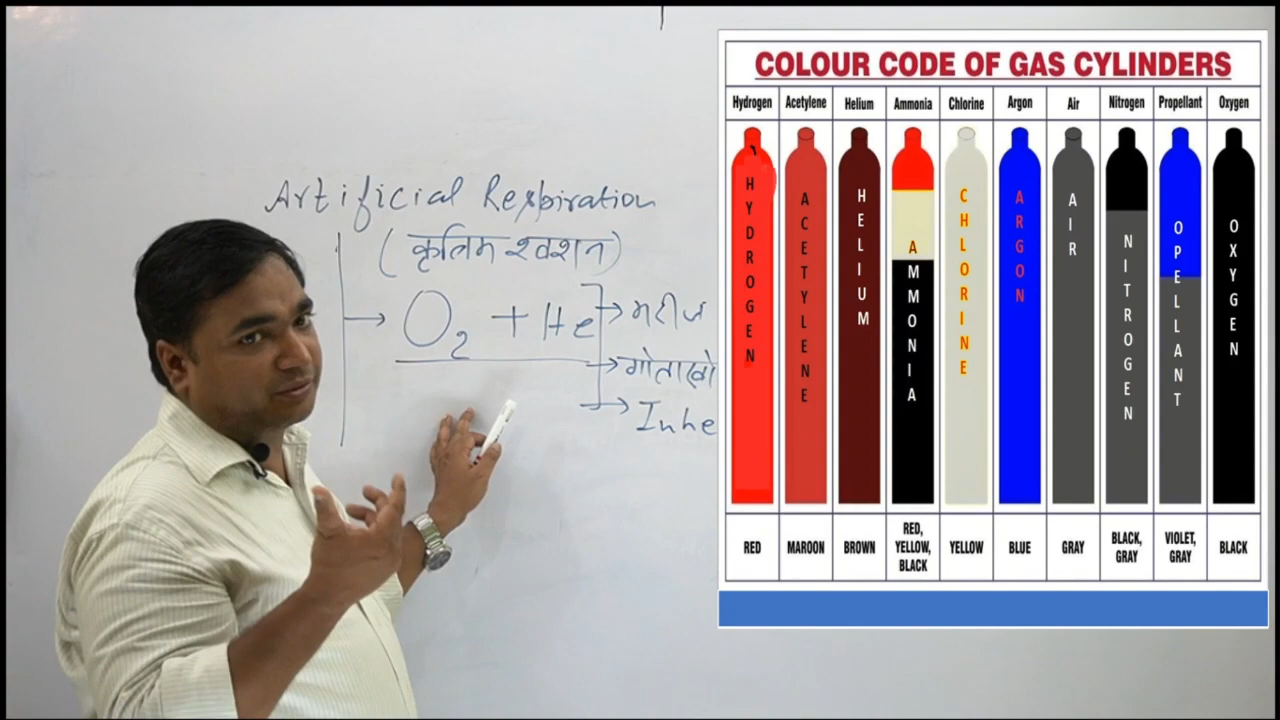 Artificial Respiration
(कृत्रिम श्वशन)
→ O₂ + He → मरीज
→ गोताखो
→ Inhe
COLOUR CODE OF GAS CYLINDERS
Hydrogen Acetylene Helium Ammonia Chlorine Argon Air Nitrogen Propellant Oxygen
HYDROGEN
ACETYLENE
HELIUM
AMMONIA
CHLORINE
ARGON
AIR
NITROGEN
OPELLANT
OXYGEN
RED MAROON BROWN RED, YELLOW, BLACK YELLOW BLUE GRAY BLACK, GRAY VIOLET, GRAY BLACK